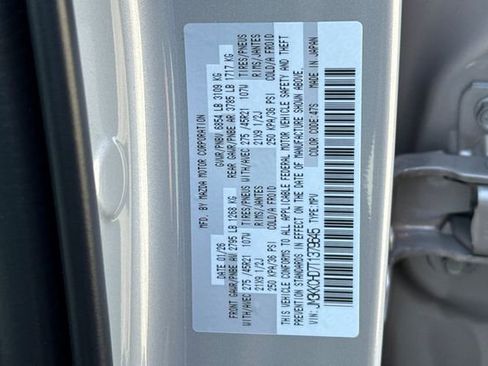 MFD. BY MAZDA MOTOR CORPORATION
DATE: 01/26 GVWR/PNBV 6854 LB 3109 KG
FRONT GAWR/PNBE AV 2795 LB 1268 KG REAR GAWR/PNBE AR 3785 LB 1717 KG
WITH/AVEC 275 /45R21 107W TIRES/PNEUS WITH/AVEC 275 /45R21 107W TIRES/PNEUS
21X9 1/2J RIMS/JANTES 21X9 1/2J RIMS/JANTES
250 KPA/36 PSI COLD/A FROID 250 KPA/36 PSI COLD/A FROID
THIS VEHICLE CONFORMS TO ALL APPLICABLE FEDERAL MOTOR VEHICLE SAFETY AND THEFT
PREVENTION STANDARDS IN EFFECT ON THE DATE OF MANUFACTURE SHOWN ABOVE.
COLOR CODE: 47S MADE IN JAPAN
VIN: JM3KKCHD7T1379645 TYPE: MPV